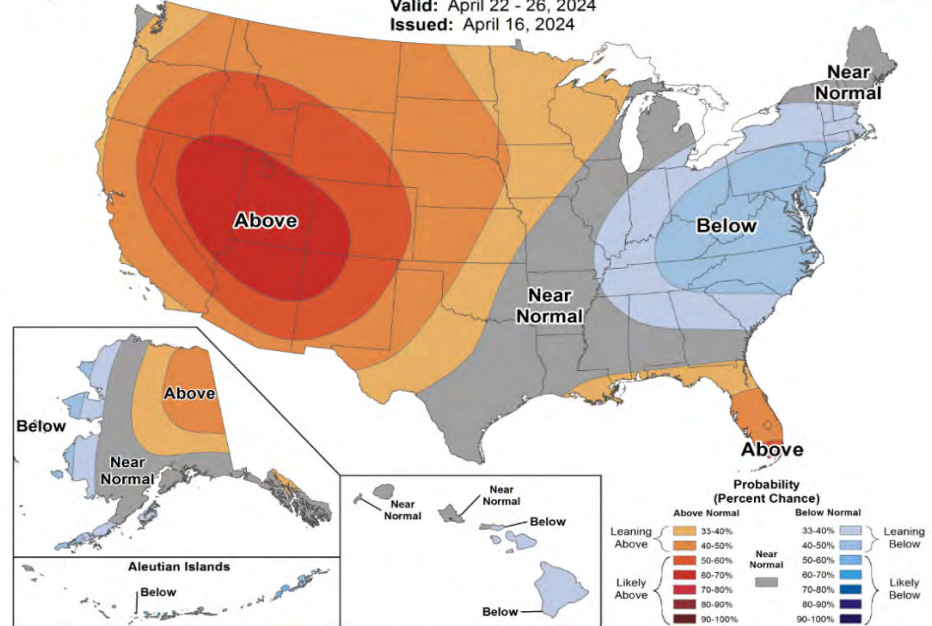 Valid: April 22 - 26, 2024
Issued: April 16, 2024
Near
Normal
Above
Below
Near
Normal
Above
Below
Near
Normal
Above
Near
Normal
Near
Normal
Below
Below
Aleutian Islands
Below
Probability
(Percent Chance)
Above Normal
Below Normal
Leaning
Above
33-40%
40-50%
Likely
Above
50-60%
60-70%
70-80%
80-90%
90-100%
Near
Normal
33-40%
40-50%
Leaning
Below
50-60%
60-70%
70-80%
80-90%
90-100%
Likely
Below